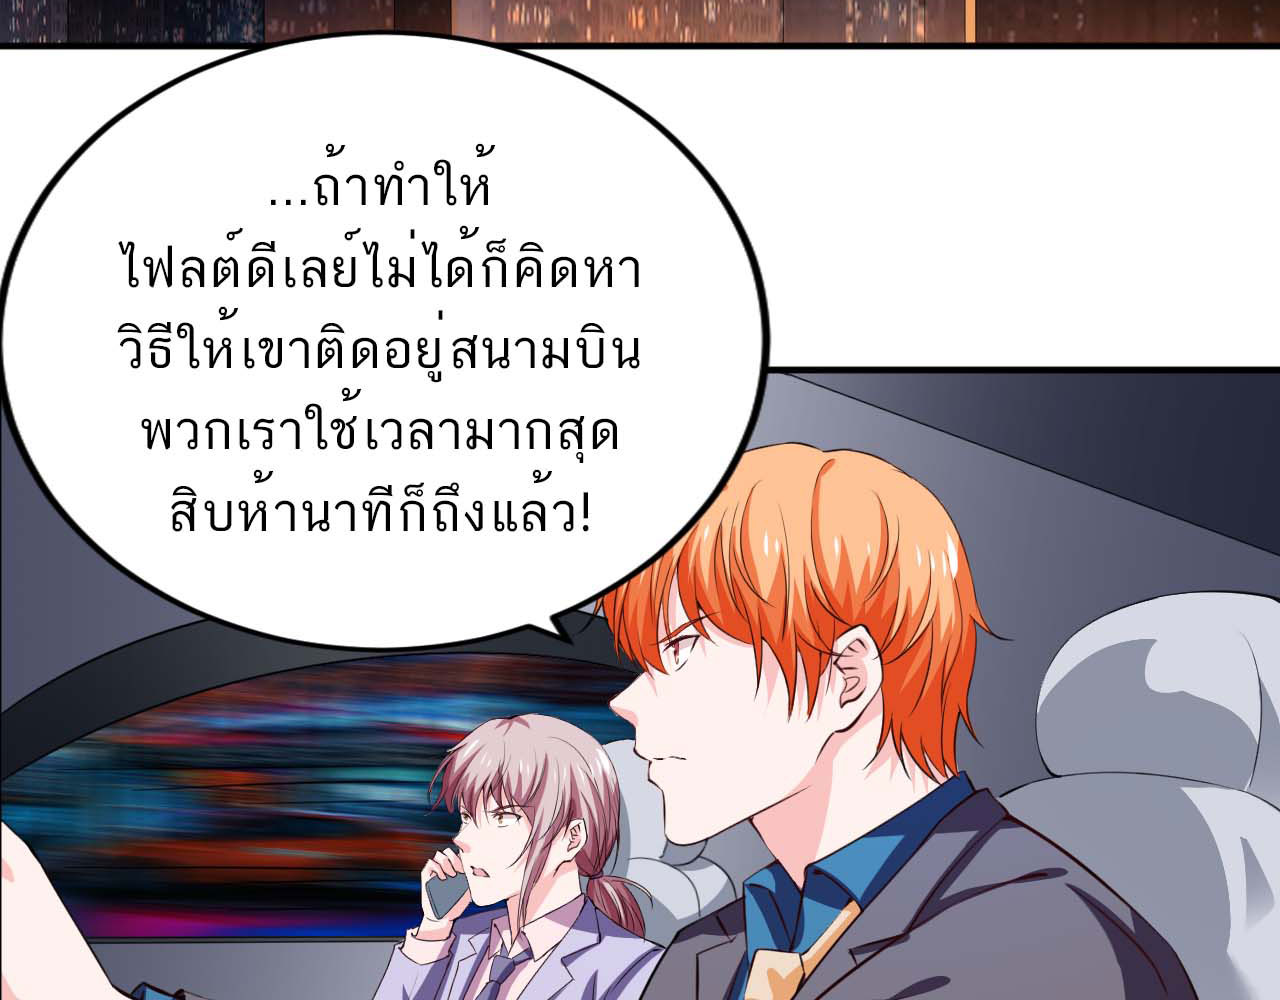 ...ถ้าทำให้
ไฟลต์ดีเลย์ไม่ได้ก็คิดหา
วิธีให้เขาติดอยู่สนามบิน
พวกเราใช้เวลามากสุด
สิบห้านาทีก็ถึงแล้ว!